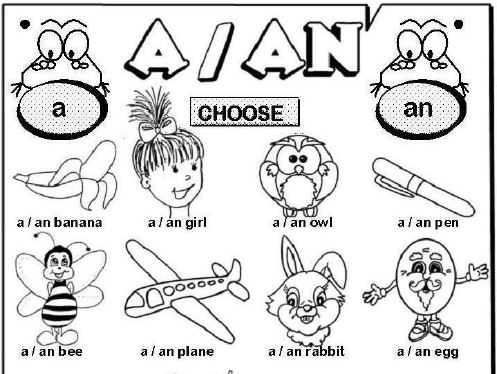 A/AN
a
an
CHOOSE
a / an banana
a / an girl
a / an owl
a / an pen
a / an bee
a / an plane
a / an rabbit
a / an egg